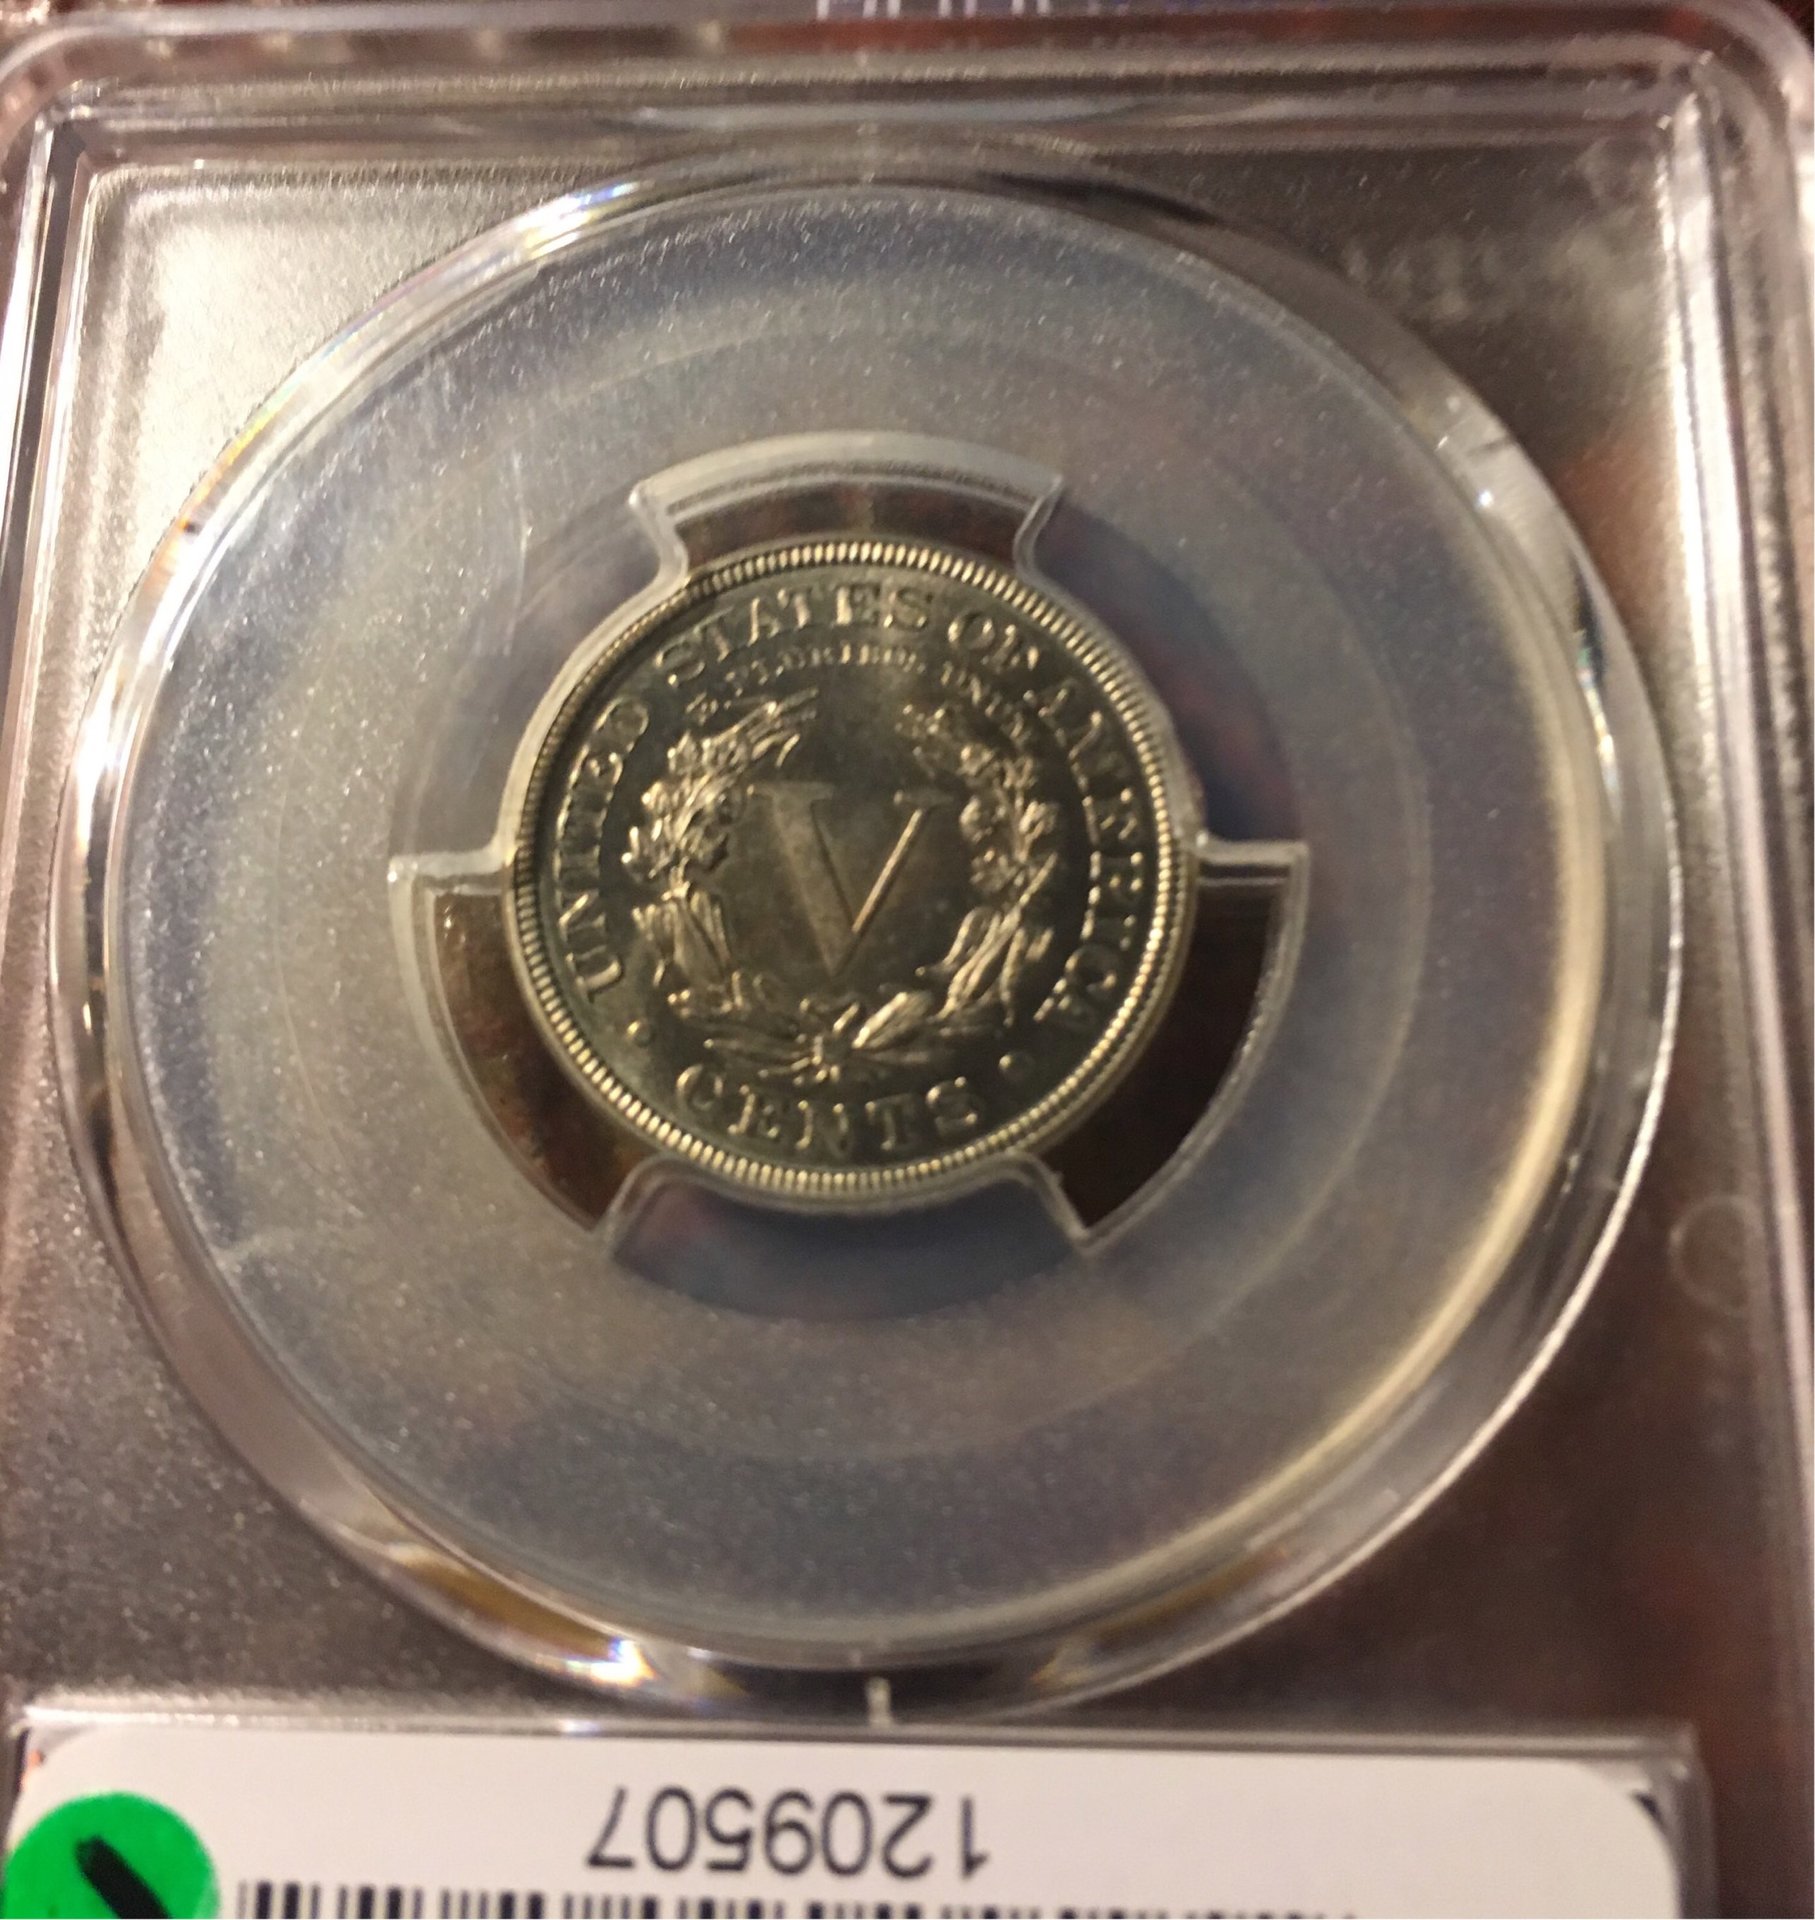 UNITED STATES OF AMERICA
E PLURIBUS UNUM
V
CENTS
1209507